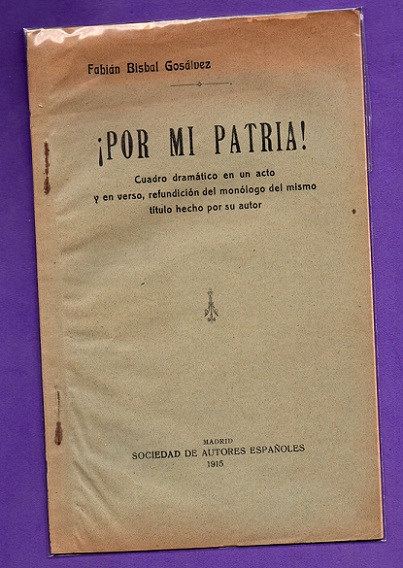 Fabián Bisbal Gosálvez
¡POR MI PATRIA!
Cuadro dramático en un acto
y en verso, refundición del monólogo del mismo
título hecho por su autor
MADRID
SOCIEDAD DE AUTORES ESPAÑOLES
1915